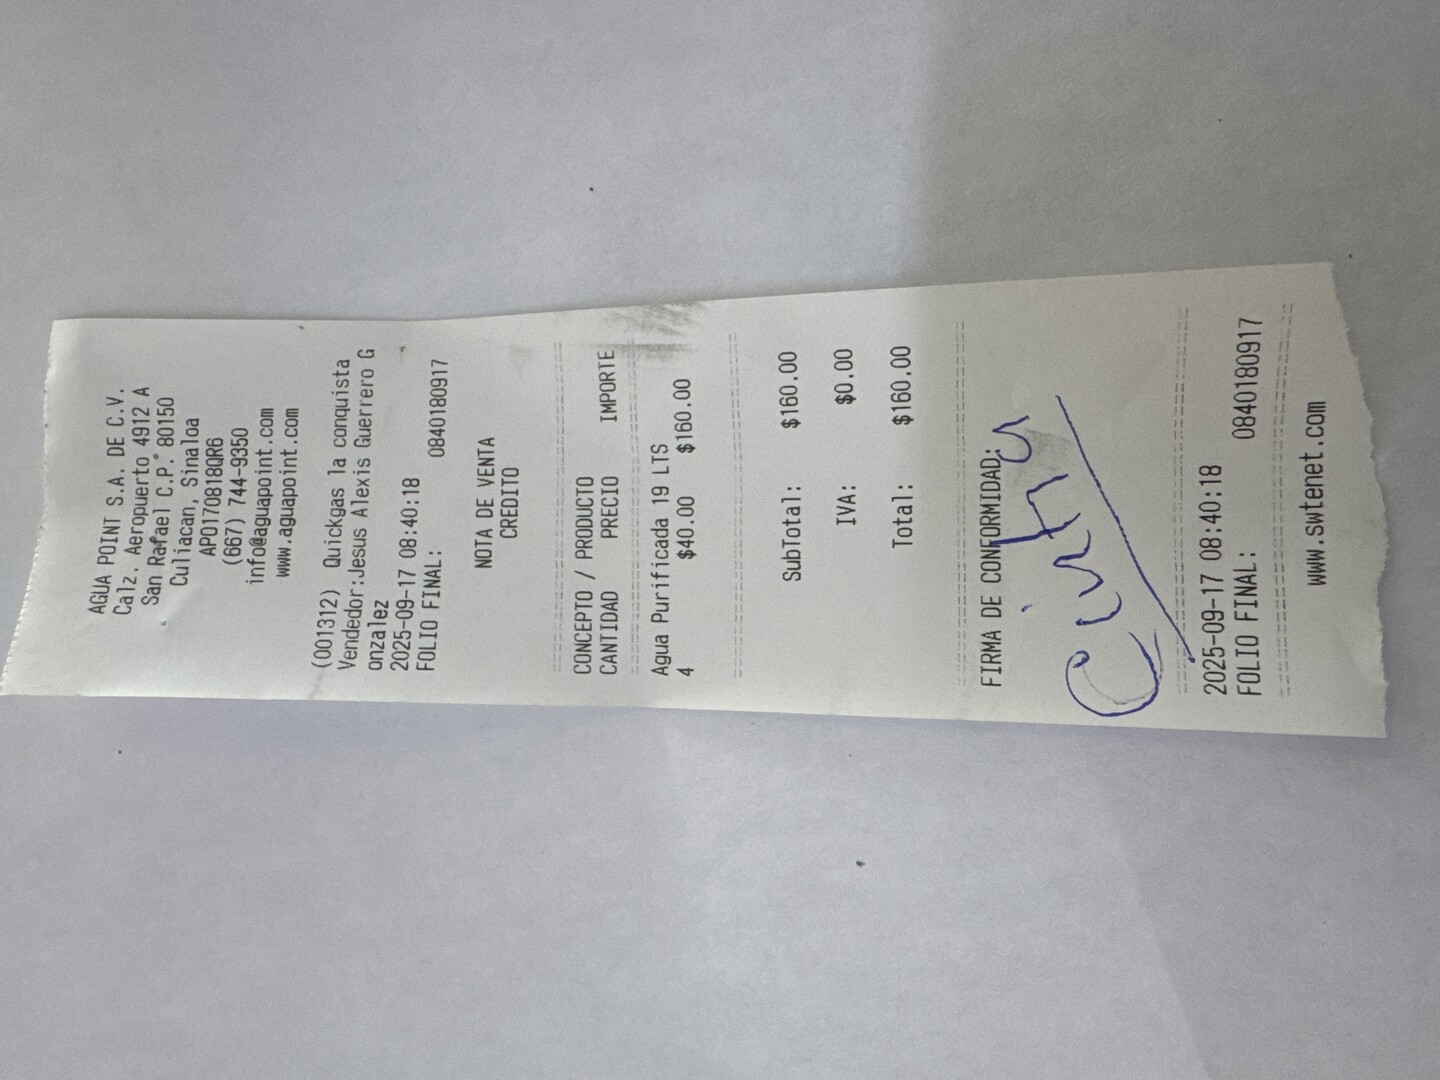 AGUA POINT S.A. DE C.V.
Calz. Aeropuerto 4912 A
San Rafael C.P. 80150
Culiacan, Sinaloa
APO170818QR6
(667) 744-9350
info@aguapoint.com
www.aguapoint.com
(001312) Quickgas la conquista
Vendedor:Jesus Alexis Guerrero G
onzalez
2025-09-17 08:40:18
FOLIO FINAL: 0840180917
NOTA DE VENTA
CREDITO
CONCEPTO / PRODUCTO
CANTIDAD PRECIO IMPORTE
Agua Purificada 19 LTS
4 $40.00 $160.00
SubTotal: $160.00
IVA: $0.00
Total: $160.00
FIRMA DE CONFORMIDAD:
2025-09-17 08:40:18
FOLIO FINAL: 0840180917
www.swtenet.com